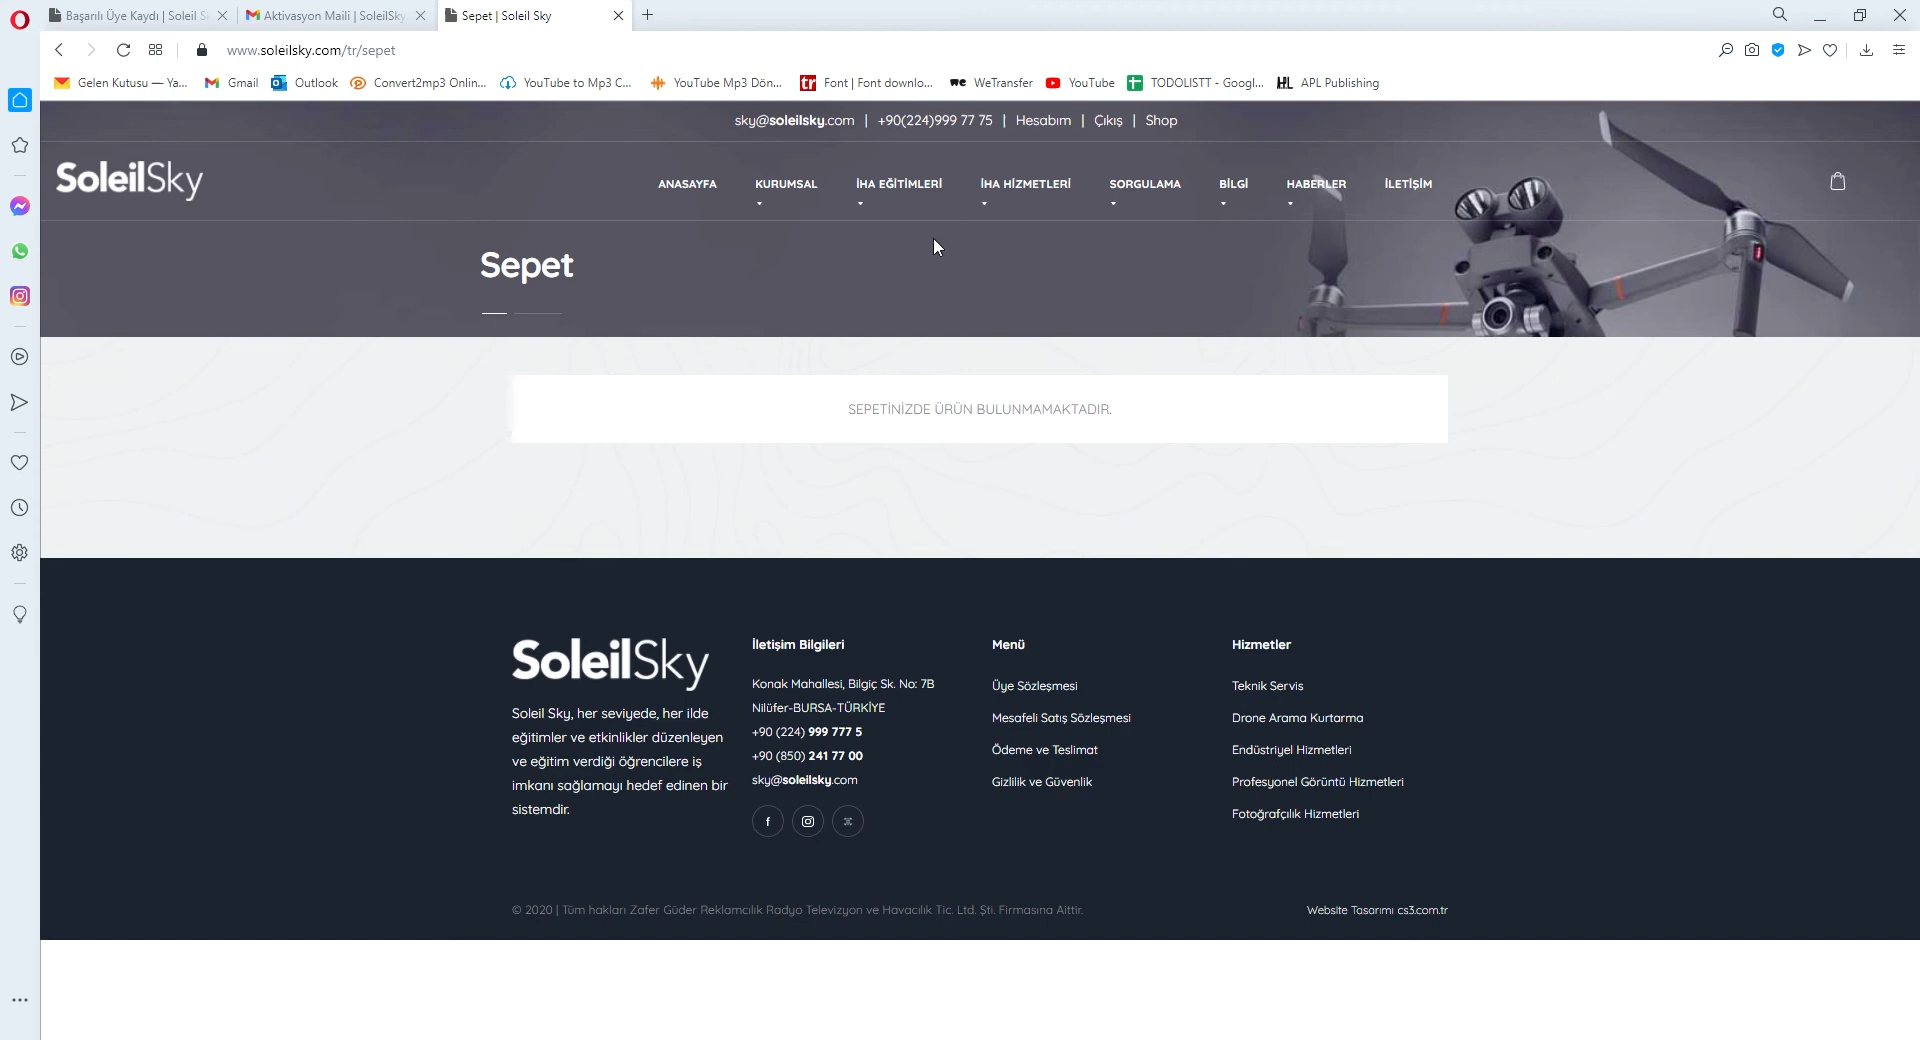 Başarılı Üye Kaydı | Soleil S
Aktivasyon Maili | SoleilSky
Sepet | Soleil Sky
www.soleilsky.com/tr/sepet
Gelen Kutusu — Ya...
Gmail
Outlook
Convert2mp3 Onlin...
YouTube to Mp3 C...
YouTube Mp3 Dön...
tr
Font | Font downlo...
we
WeTransfer
YouTube
TODOLISTT - Googl...
HL
APL Publishing
sky@soleilsky.com | +90(224)999 77 75 | Hesabım | Çıkış | Shop
SoleilSky
ANASAYFA
KURUMSAL
İHA EĞİTİMLERİ
İHA HİZMETLERİ
SORGULAMA
BİLGİ
HABERLER
İLETİŞİM
Sepet
SEPETİNİZDE ÜRÜN BULUNMAMAKTADIR.
SoleilSky
Soleil Sky, her seviyede, her ilde
eğitimler ve etkinlikler düzenleyen
ve eğitim verdiği öğrencilere iş
imkanı sağlamayı hedef edinen bir
sistemdir.
İletişim Bilgileri
Konak Mahallesi, Bilgiç Sk. No: 7B
Nilüfer-BURSA-TÜRKİYE
+90 (224) 999 777 5
+90 (850) 241 77 00
sky@soleilsky.com
Menü
Üye Sözleşmesi
Mesafeli Satış Sözleşmesi
Ödeme ve Teslimat
Gizlilik ve Güvenlik
Hizmetler
Teknik Servis
Drone Arama Kurtarma
Endüstriyel Hizmetleri
Profesyonel Görüntü Hizmetleri
Fotoğrafçılık Hizmetleri
© 2020 | Tüm hakları Zafer Güder Reklamcılık Radyo Televizyon ve Havacılık Tic. Ltd. Şti. Firmasına Aittir.
Website Tasarımı cs3.com.tr